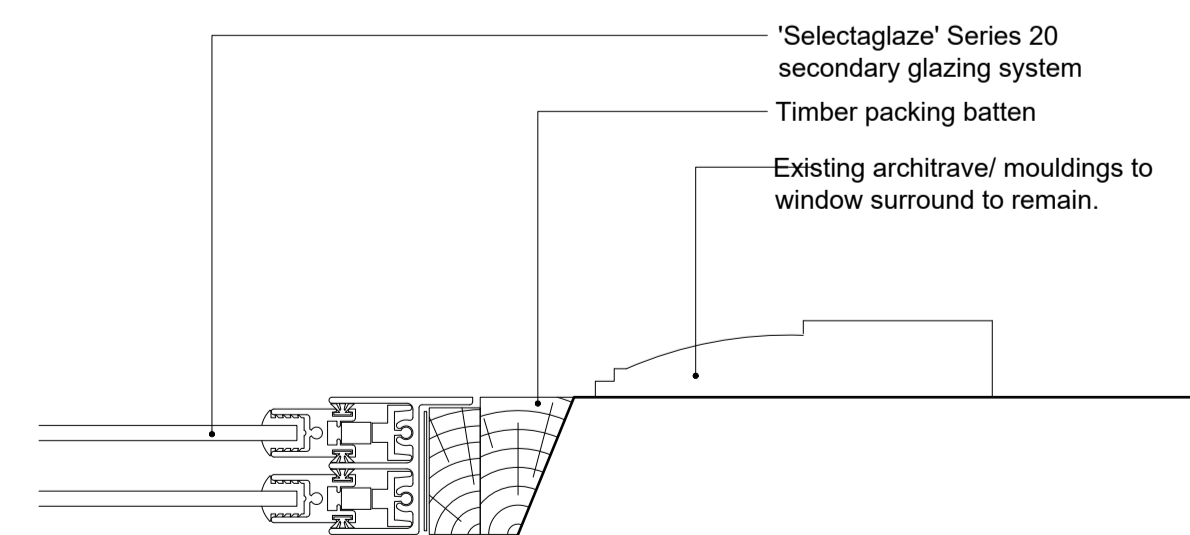 'Selectaglaze' Series 20
secondary glazing system
Timber packing batten
Existing architrave/ mouldings to
window surround to remain.